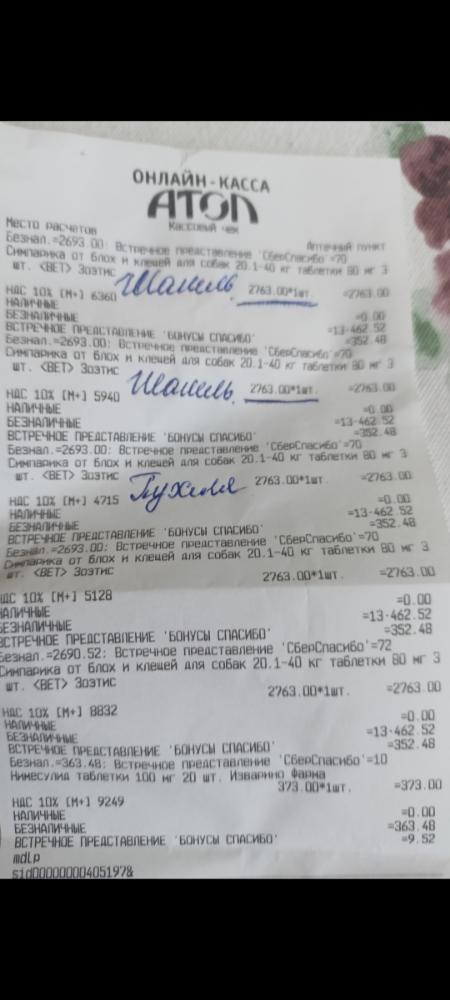 ОНЛАЙН-КАССА
АТОЛ
Кассовый чек
Место расчетов Аптечный пункт
Безнал.=2693.00: Встречное представление 'СберСпасибо'=70
Симпарика от блох и клещей для собак 20.1-40 кг таблетки 80 мг 3
шт. <ВЕТ> Зоэтис Шанель 2763.00*1шт. =2763.00
НДС 10% [М+] 6360
НАЛИЧНЫЕ =0.00
БЕЗНАЛИЧНЫЕ =13-462.52
ВСТРЕЧНОЕ ПРЕДСТАВЛЕНИЕ 'БОНУСЫ СПАСИБО' =352.48
Безнал.=2693.00: Встречное представление 'СберСпасибо'=70
Симпарика от блох и клещей для собак 20.1-40 кг таблетки 80 мг 3
шт. <ВЕТ> Зоэтис Шанель 2763.00*1шт. =2763.00
НДС 10% [М+] 5940
НАЛИЧНЫЕ =0.00
БЕЗНАЛИЧНЫЕ =13-462.52
ВСТРЕЧНОЕ ПРЕДСТАВЛЕНИЕ 'БОНУСЫ СПАСИБО' =352.48
Безнал.=2693.00: Встречное представление 'СберСпасибо'=70
Симпарика от блох и клещей для собак 20.1-40 кг таблетки 80 мг 3
шт. <ВЕТ> Зоэтис Пухеля 2763.00*1шт. =2763.00
НДС 10% [М+] 4715
НАЛИЧНЫЕ =0.00
БЕЗНАЛИЧНЫЕ =13-462.52
ВСТРЕЧНОЕ ПРЕДСТАВЛЕНИЕ 'БОНУСЫ СПАСИБО' =352.48
Безнал.=2693.00: Встречное представление 'СберСпасибо'=70
Симпарика от блох и клещей для собак 20.1-40 кг таблетки 80 мг 3
шт. <ВЕТ> Зоэтис 2763.00*1шт. =2763.00
НДС 10% [М+] 5128
НАЛИЧНЫЕ =0.00
БЕЗНАЛИЧНЫЕ =13-462.52
ВСТРЕЧНОЕ ПРЕДСТАВЛЕНИЕ 'БОНУСЫ СПАСИБО' =352.48
Безнал.=2690.52: Встречное представление 'СберСпасибо'=72
Симпарика от блох и клещей для собак 20.1-40 кг таблетки 80 мг 3
шт. <ВЕТ> Зоэтис 2763.00*1шт. =2763.00
НДС 10% [М+] 8832
НАЛИЧНЫЕ =0.00
БЕЗНАЛИЧНЫЕ =13-462.52
ВСТРЕЧНОЕ ПРЕДСТАВЛЕНИЕ 'БОНУСЫ СПАСИБО' =352.48
Безнал.=363.48: Встречное представление 'СберСпасибо'=10
Нимесулид таблетки 100 мг 20 шт. Изварино Фарма
373.00*1шт. =373.00
НДС 10% [М+] 9249
НАЛИЧНЫЕ =0.00
БЕЗНАЛИЧНЫЕ =363.48
ВСТРЕЧНОЕ ПРЕДСТАВЛЕНИЕ 'БОНУСЫ СПАСИБО' =9.52
mdlp
sid00000000405197&